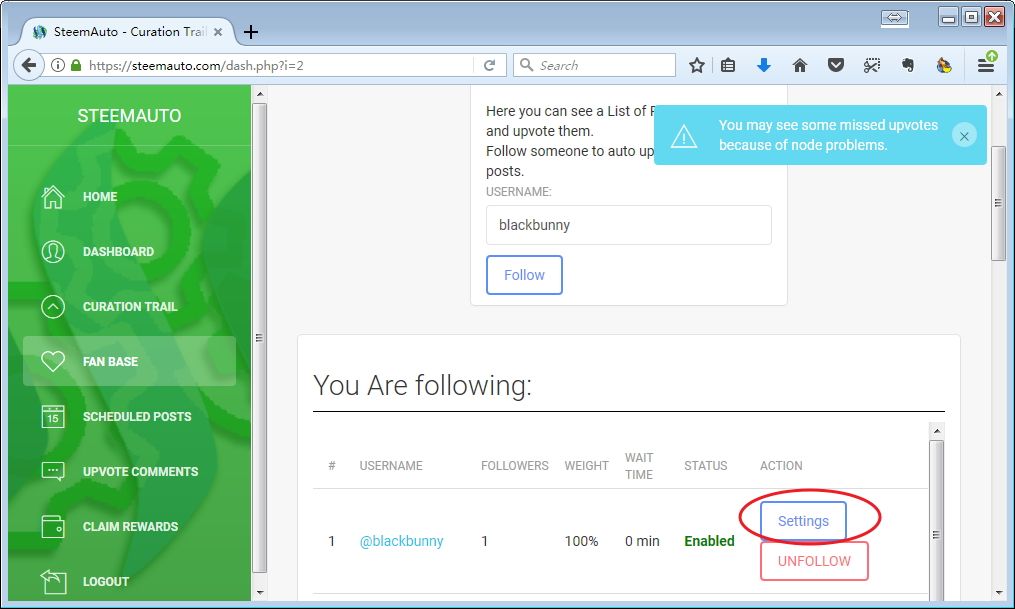 SteemAuto - Curation Trail
https://steemauto.com/dash.php?i=2
Search
STEEMAUTO
HOME
DASHBOARD
CURATION TRAIL
FAN BASE
15
SCHEDULED POSTS
UPVOTE COMMENTS
CLAIM REWARDS
LOGOUT
Here you can see a List of
and upvote them.
Follow someone to auto up
posts.
USERNAME:
blackbunny
Follow
You may see some missed upvotes
because of node problems.
You Are following:
# USERNAME FOLLOWERS WEIGHT WAIT TIME STATUS ACTION
1 @blackbunny 1 100% 0 min Enabled Settings
UNFOLLOW